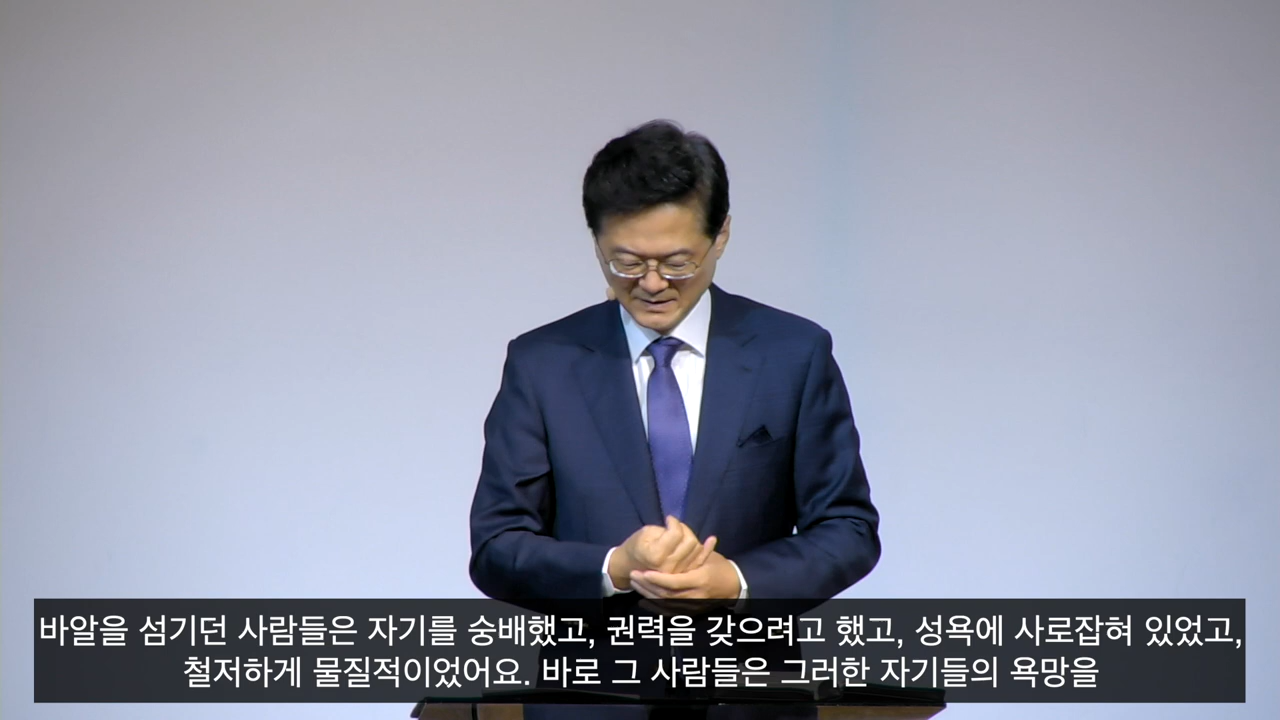 바알을 섬기던 사람들은 자기를 숭배했고, 권력을 갖으려고 했고, 성욕에 사로잡혀 있었고,
철저하게 물질적이었어요. 바로 그 사람들은 그러한 자기들의 욕망을